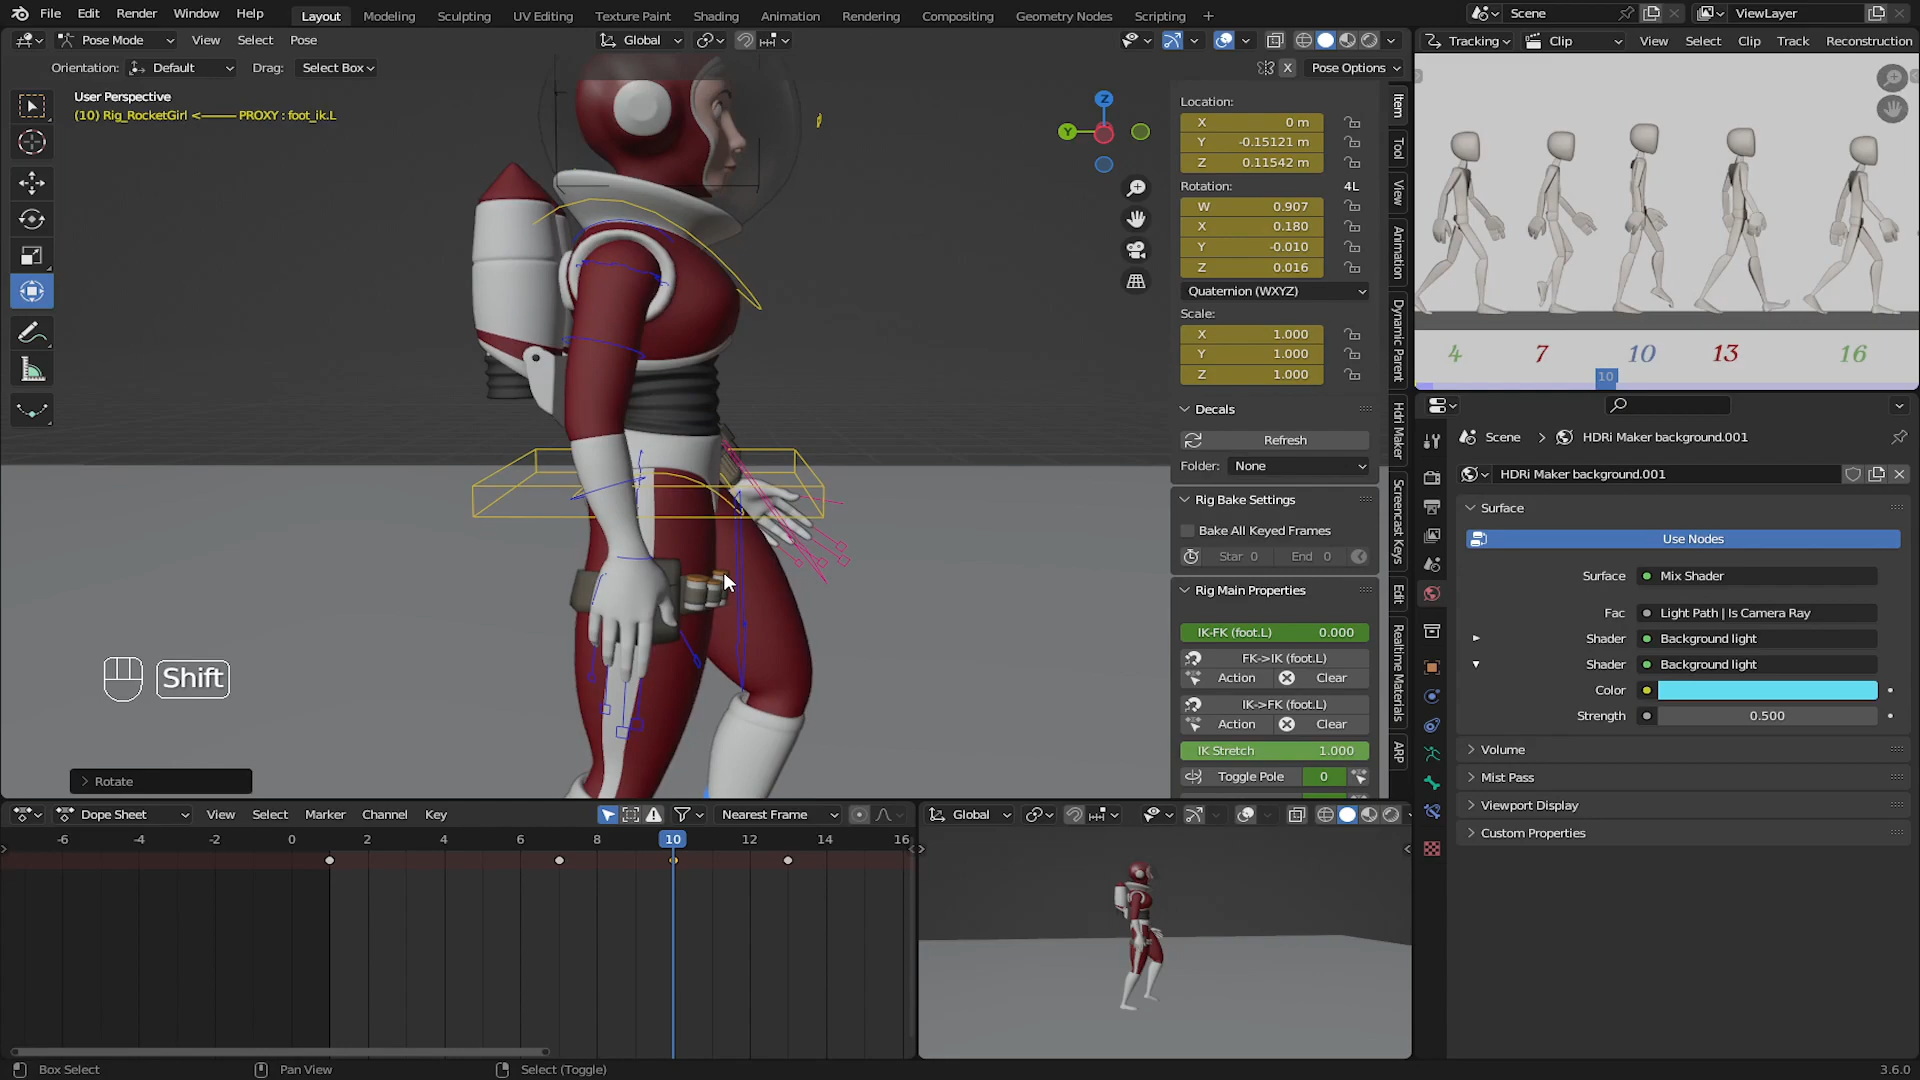 File Edit Render Window Help Layout Modeling Sculpting UV Editing Texture Paint Shading Animation Rendering Compositing Geometry Nodes Scripting + Scene ViewLayer
Pose Mode View Select Pose Global Tracking Clip View Select Clip Track Reconstruction
Orientation: Default Drag: Select Box X Pose Options
User Perspective
(10) Rig_RocketGirl <——— PROXY : foot_ik.L
Z
Y
Location:
X 0 m
Y -0.15121 m
Z 0.11542 m
Rotation: 4L
W 0.907
X 0.180
Y -0.010
Z 0.016
Quaternion (WXYZ)
Scale:
X 1.000
Y 1.000
Z 1.000
Decals
Refresh
Folder: None
Rig Bake Settings
Bake All Keyed Frames
Star 0 End 0
Rig Main Properties
IK-FK (foot.L) 0.000
FK->IK (foot.L)
Action Clear
IK->FK (foot.L)
Action Clear
IK Stretch 1.000
Toggle Pole 0
Item
Tool
View
Animation
Dynamic Parent
Hdri Maker
Screencast Keys
Edit
Realtime Materials
ARP
4 7 10 13 16
10
Scene > HDRi Maker background.001
HDRi Maker background.001
Surface
Use Nodes
Surface Mix Shader
Fac Light Path | Is Camera Ray
Shader Background light
Shader Background light
Color
Strength 0.500
Volume
Mist Pass
Viewport Display
Custom Properties
Shift
Rotate
Dope Sheet View Select Marker Channel Key Nearest Frame Global
-6 -4 -2 0 2 4 6 8 10 12 14 16
Box Select Pan View Select (Toggle) 3.6.0